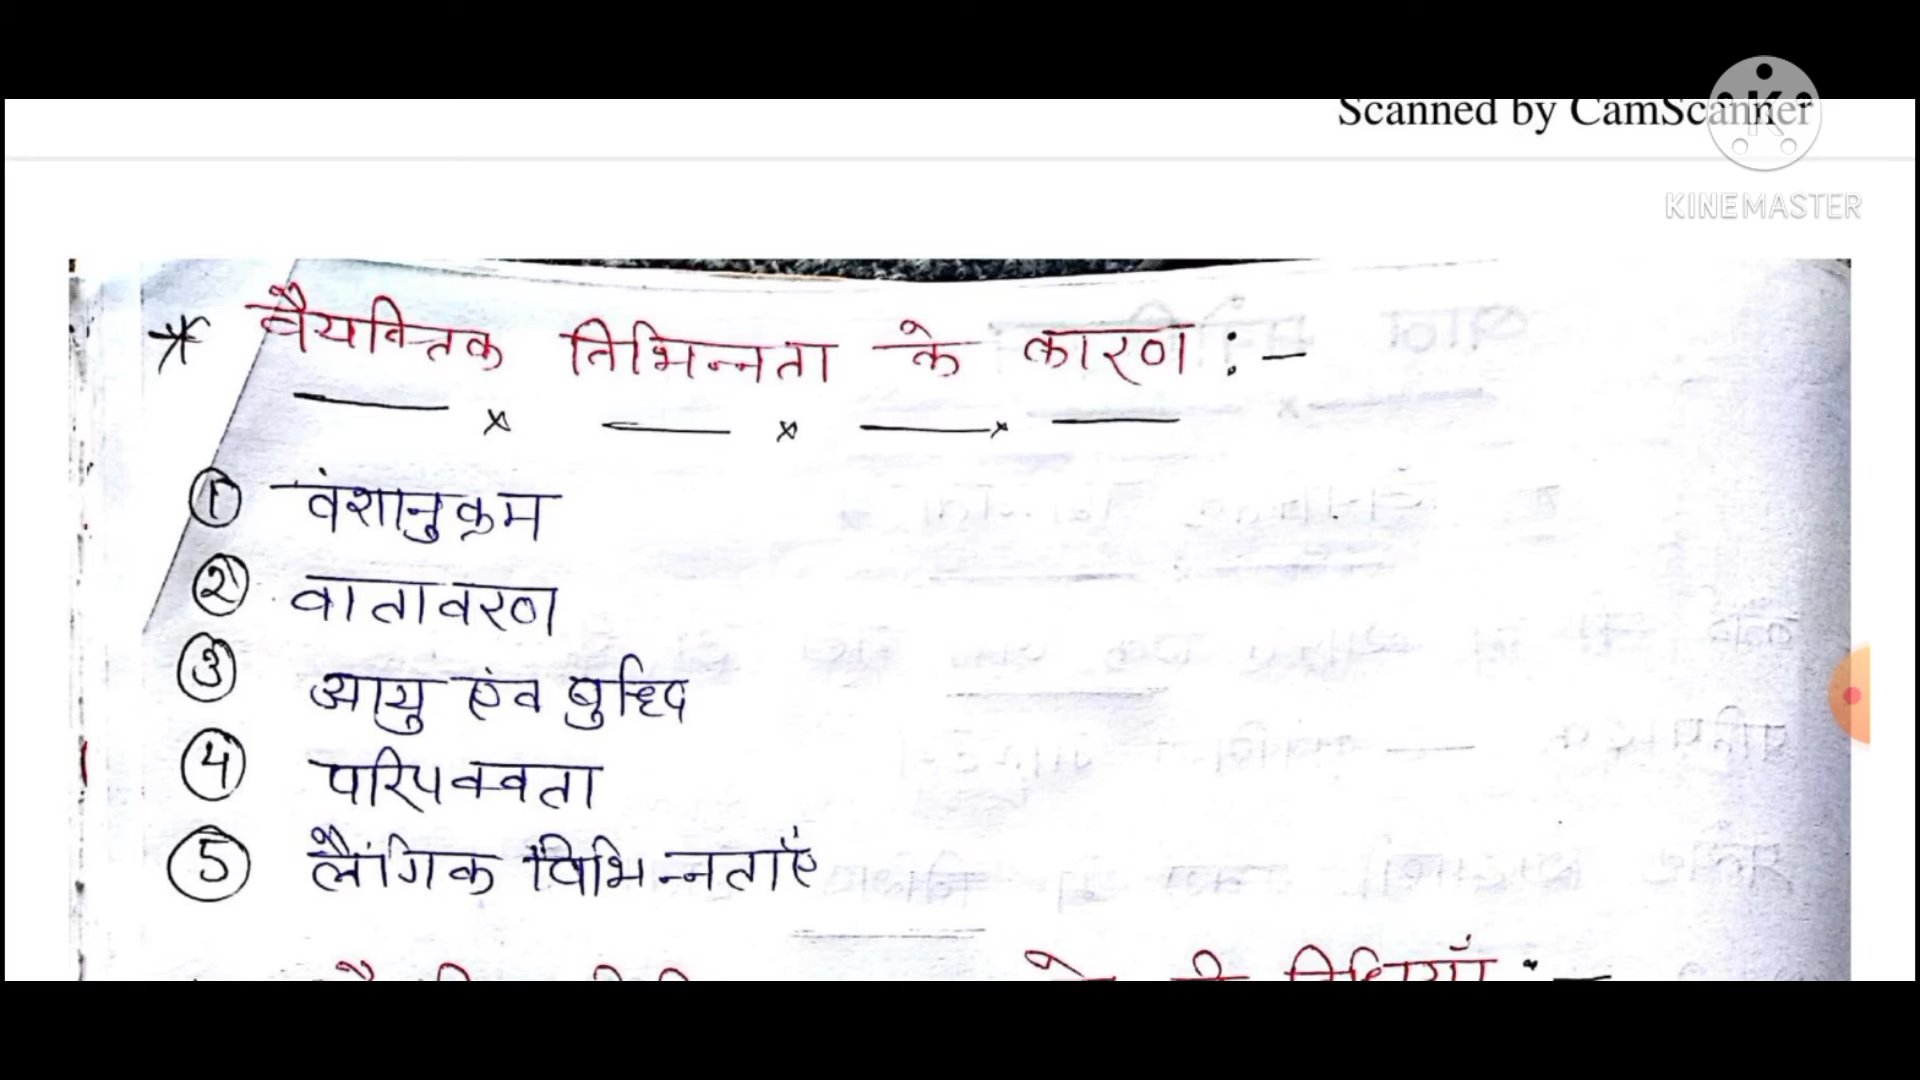 Scanned by CamScanner
KINEMASTER
* वैयक्तिक विभिन्नता के कारण :-
① वंशानुक्रम
② वातावरण
③ आयु एंव बुध्दि
④ परिपक्वता
⑤ लैंगिक विभिन्नताएँ